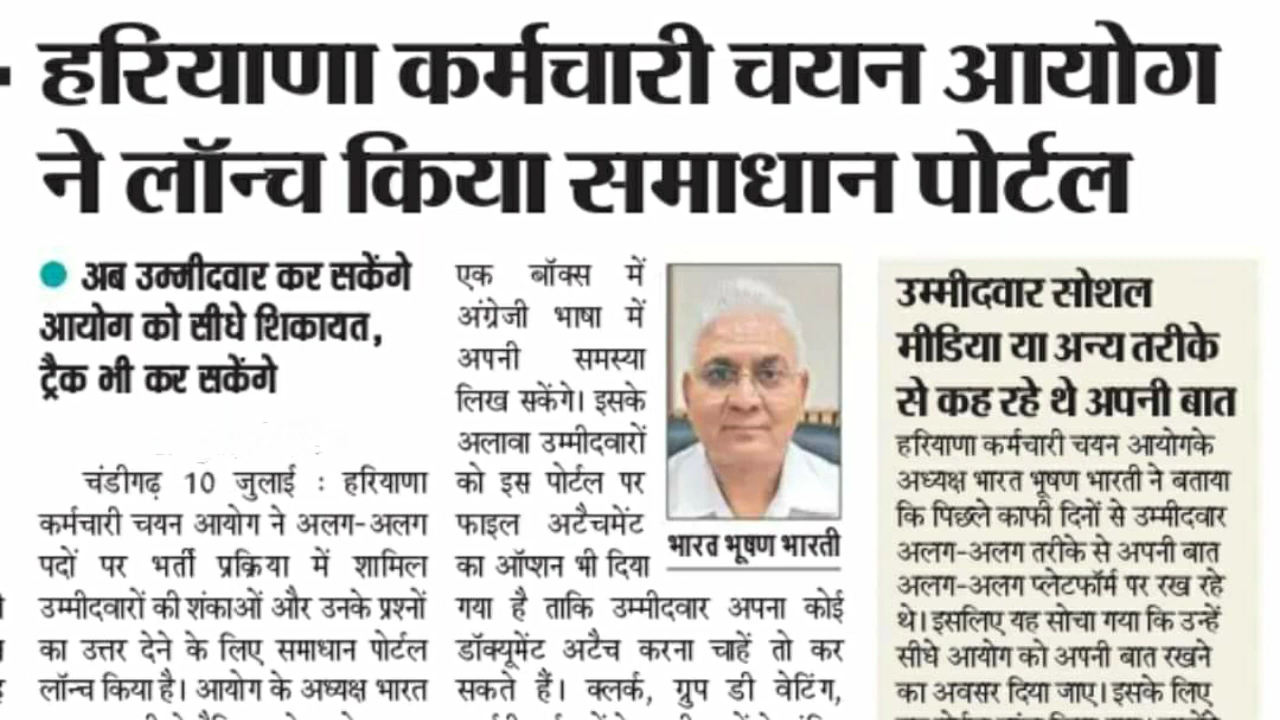 हरियाणा कर्मचारी चयन आयोग
ने लॉन्च किया समाधान पोर्टल
अब उम्मीदवार कर सकेंगे
आयोग को सीधे शिकायत,
ट्रैक भी कर सकेंगे
चंडीगढ़ 10 जुलाई : हरियाणा
कर्मचारी चयन आयोग ने अलग-अलग
पदों पर भर्ती प्रक्रिया में शामिल
उम्मीदवारों की शंकाओं और उनके प्रश्नों
का उत्तर देने के लिए समाधान पोर्टल
लॉन्च किया है। आयोग के अध्यक्ष भारत
एक बॉक्स में
अंग्रेजी भाषा में
अपनी समस्या
लिख सकेंगे। इसके
अलावा उम्मीदवारों
को इस पोर्टल पर
फाइल अटैचमेंट
का ऑप्शन भी दिया
गया है ताकि उम्मीदवार अपना कोई
डॉक्यूमेंट अटैच करना चाहें तो कर
सकते हैं। क्लर्क, ग्रुप डी वेटिंग,
भारत भूषण भारती
उम्मीदवार सोशल
मीडिया या अन्य तरीके
से कह रहे थे अपनी बात
हरियाणा कर्मचारी चयन आयोगके
अध्यक्ष भारत भूषण भारती ने बताया
कि पिछले काफी दिनों से उम्मीदवार
अलग-अलग तरीके से अपनी बात
अलग-अलग प्लेटफॉर्म पर रख रहे
थे। इसलिए यह सोचा गया कि उन्हें
सीधे आयोग को अपनी बात रखने
का अवसर दिया जाए। इसके लिए